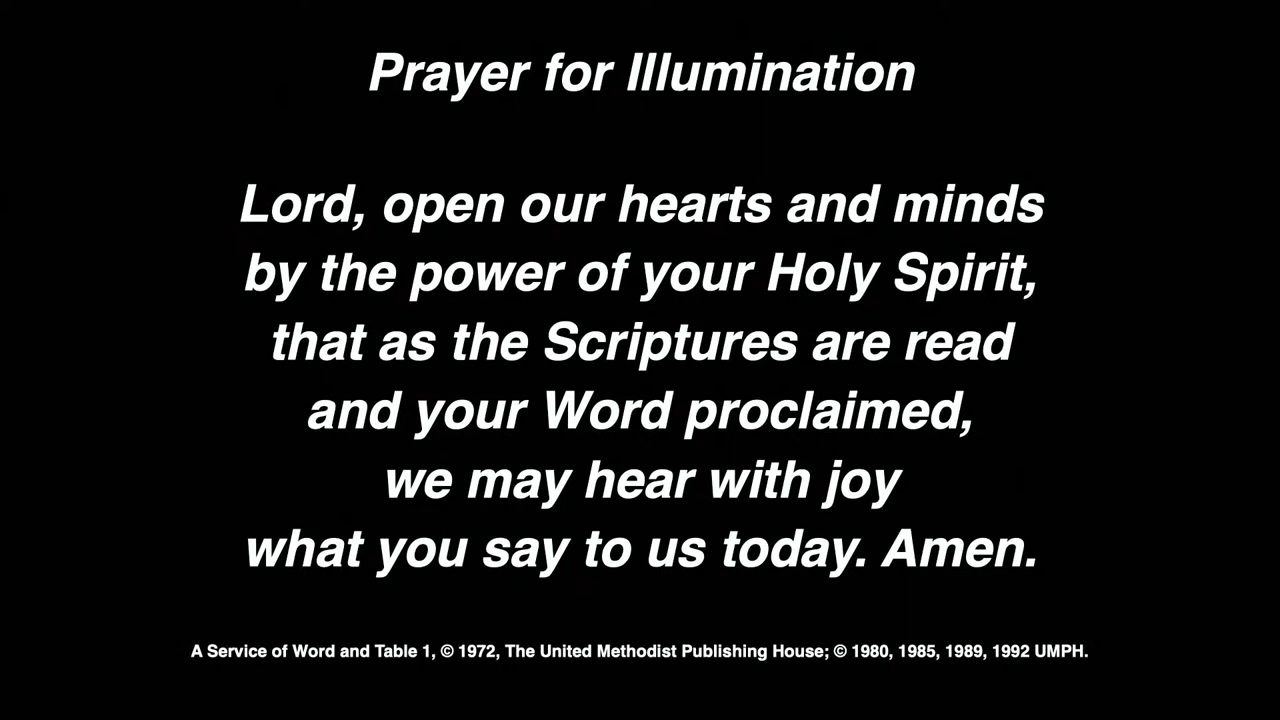 Prayer for Illumination
Lord, open our hearts and minds
by the power of your Holy Spirit,
that as the Scriptures are read
and your Word proclaimed,
we may hear with joy
what you say to us today. Amen.
A Service of Word and Table 1, © 1972, The United Methodist Publishing House; © 1980, 1985, 1989, 1992 UMPH.